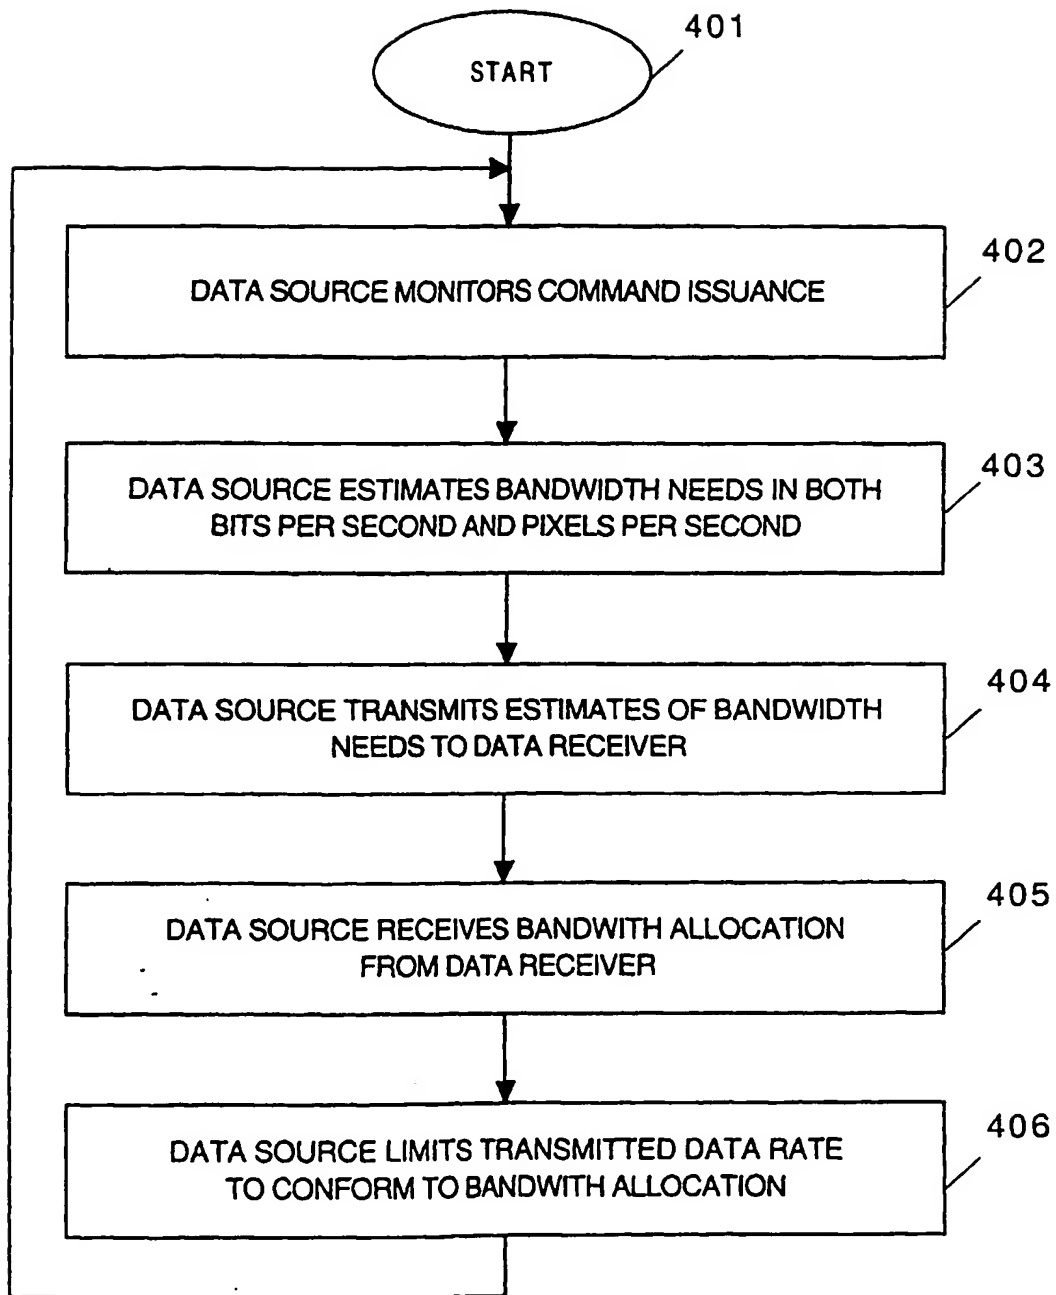 401
START
402
DATA SOURCE MONITORS COMMAND ISSUANCE
403
DATA SOURCE ESTIMATES BANDWIDTH NEEDS IN BOTH
BITS PER SECOND AND PIXELS PER SECOND
404
DATA SOURCE TRANSMITS ESTIMATES OF BANDWIDTH
NEEDS TO DATA RECEIVER
405
DATA SOURCE RECEIVES BANDWITH ALLOCATION
FROM DATA RECEIVER
406
DATA SOURCE LIMITS TRANSMITTED DATA RATE
TO CONFORM TO BANDWITH ALLOCATION